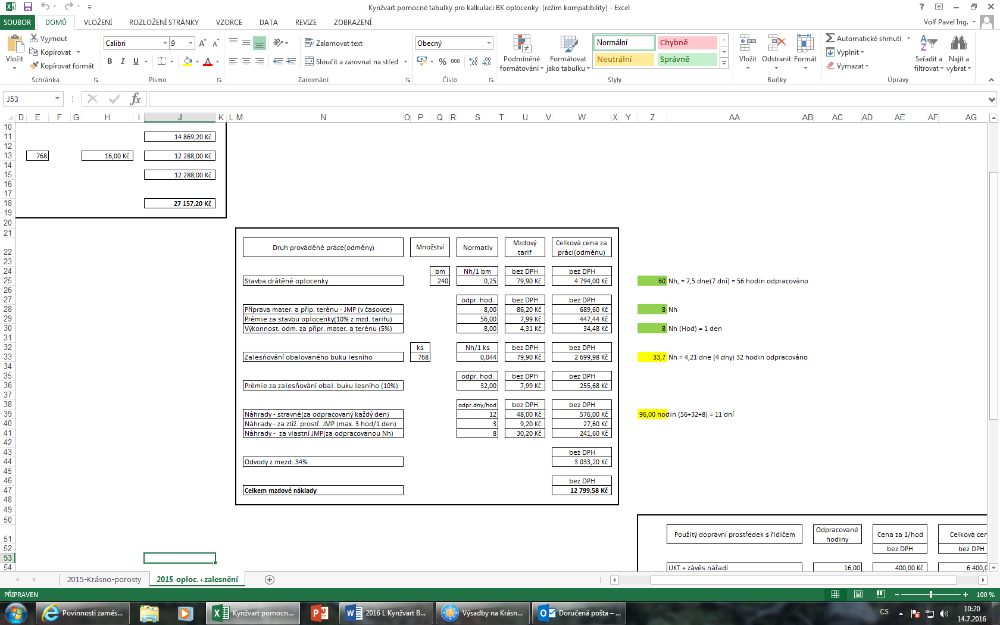 Kynžvart pomocné tabulky pro kalkulaci BK oplocenky [režim kompatibility] - Excel
SOUBOR DOMŮ VLOŽENÍ ROZLOŽENÍ STRÁNKY VZORCE DATA REVIZE ZOBRAZENÍ Volf Pavel Ing.
Vložit
Vyjmout
Kopírovat
Kopírovat formát
Schránka
Calibri 9
B I U
Písmo
Zalamovat text
Sloučit a zarovnat na střed
Zarovnání
Obecný
% 000
Číslo
Podmíněné formátování
Formátovat jako tabulku
Normální Chybně
Neutrální Správně
Styly
Vložit Odstranit Formát
Buňky
Automatické shrnutí
Vyplnit
Vymazat
Seřadit a filtrovat
Najít a vybrat
Úpravy
J53 fx
D E F G H I J K L M N O P Q R S T U V W X Y Z AA AB AC AD AE AF AG
10
11 14 869,20 Kč
12
13 768 16,00 Kč 12 288,00 Kč
14
15 12 288,00 Kč
16
17
18 27 157,20 Kč
19
20
21
22 Druh prováděné práce(odměny) Množství Normativ Mzdový tarif Celková cena za práci(odměnu)
23
24 bm Nh/1 bm bez DPH bez DPH
25 Stavba drátěné oplocenky 240 0,25 79,90 Kč 4 794,00 Kč 60 Nh, = 7,5 dne(7 dní) = 56 hodin odpracováno
26
27 odpr. hod. bez DPH bez DPH
28 Příprava mater. a příp. terénu - JMP (v časovce) 8,00 86,20 Kč 689,60 Kč 8 Nh
29 Prémie za stavbu oplocenky(10% z mzd. tarifu) 56,00 7,99 Kč 447,44 Kč
30 Výkonnost. odm. za přípr. mater. a terénu (5%) 8,00 4,31 Kč 34,48 Kč 8 Nh (Hod) = 1 den
31
32 ks Nh/1 ks bez DPH bez DPH
33 Zalesňování obalovaného buku lesního 768 0,044 79,90 Kč 2 699,98 Kč 33,7 Nh = 4,21 dne (4 dny) 32 hodin odpracováno
34
35 odpr. hod. bez DPH bez DPH
36 Prémie za zalesňování obal. buku lesního (10%) 32,00 7,99 Kč 255,68 Kč
37
38 odpr.dny/hod bez DPH bez DPH
39 Náhrady - stravné(za odpracovaný každý den) 12 48,00 Kč 576,00 Kč 96,00 hodin (56+32+8) = 11 dní
40 Náhrady - za ztíž. prostř. JMP (max. 3 hod/1 den) 3 9,20 Kč 27,60 Kč
41 Náhrady - za vlastní JMP(za odpracovanou Nh) 8 30,20 Kč 241,60 Kč
42
43 bez DPH
44 Odvody z mezd..34% 3 033,20 Kč
45
46 bez DPH
47 Celkem mzdové náklady 12 799,58 Kč
48
49
50
51 Použitý dopravní prostředek s řidičem Odpracované hodiny Cena za 1/hod Celková cen
52 bez DPH bez DPH
53
54 UKT + závěs nářadí 16,00 400,00 Kč 6 400,0
2015-Krásno-porosty 2015-oploc.+zalesnění
PŘIPRAVEN 100 %
Povinnosti zaměs... Kynžvart pomocn... 2016 L Kynžvart B... Výsadby na Krásn... Doručená pošta – ... CS 10:20
14.7.2016